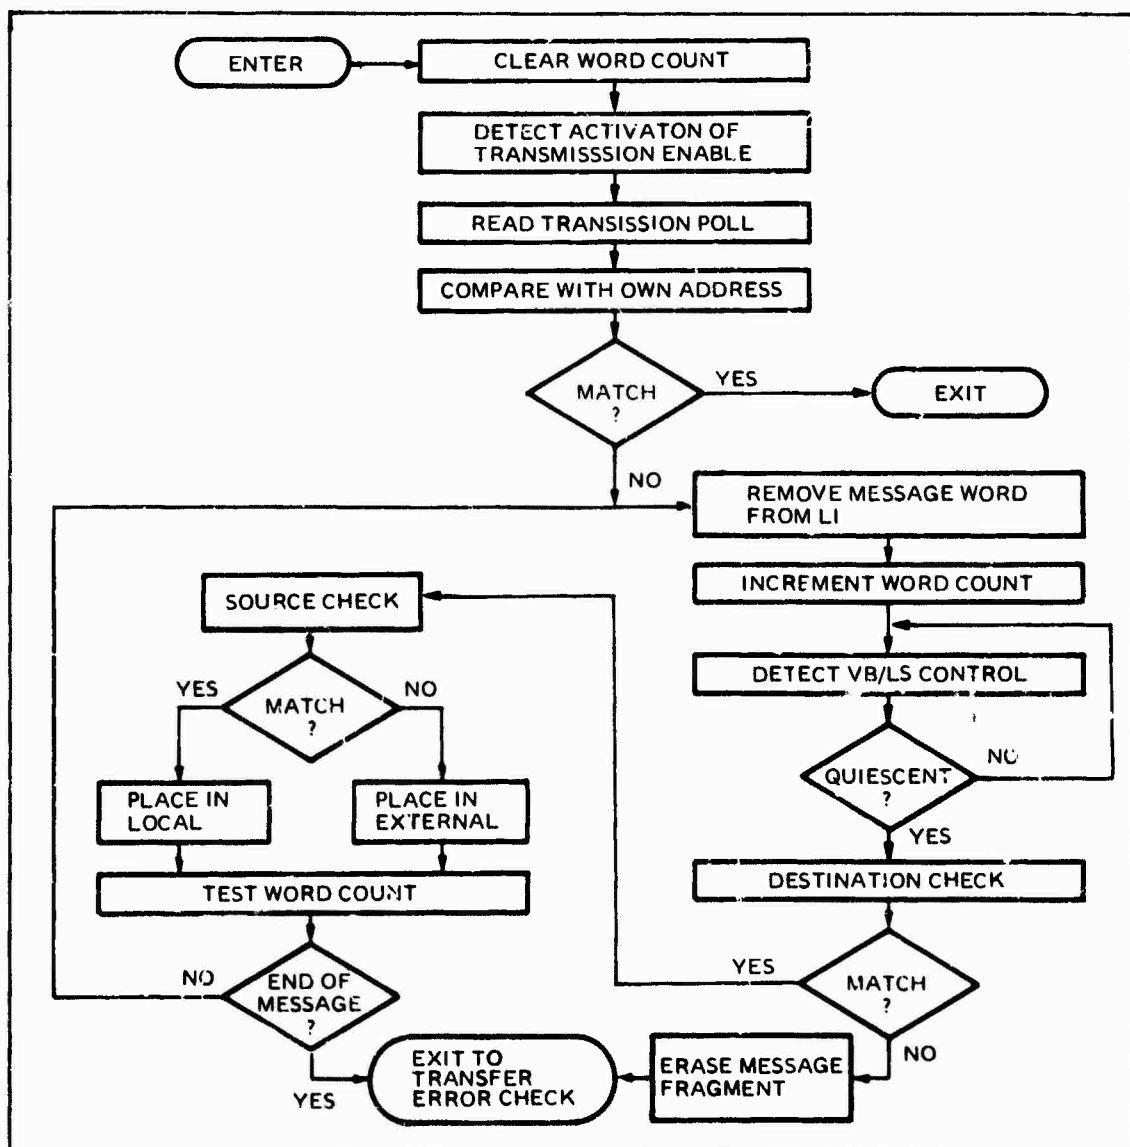 ENTER
CLEAR WORD COUNT
DETECT ACTIVATON OF
TRANSMISSSION ENABLE
READ TRANSISSION POLL
COMPARE WITH OWN ADDRESS
MATCH
?
YES
EXIT
NO
REMOVE MESSAGE WORD
FROM LI
INCREMENT WORD COUNT
DETECT VB/LS CONTROL
QUIESCENT
?
NO
YES
DESTINATION CHECK
MATCH
?
YES
NO
ERASE MESSAGE
FRAGMENT
SOURCE CHECK
MATCH
?
YES
NO
PLACE IN
LOCAL
PLACE IN
EXTERNAL
TEST WORD COUNT
END OF
MESSAGE
?
NO
YES
EXIT TO
TRANSFER
ERROR CHECK